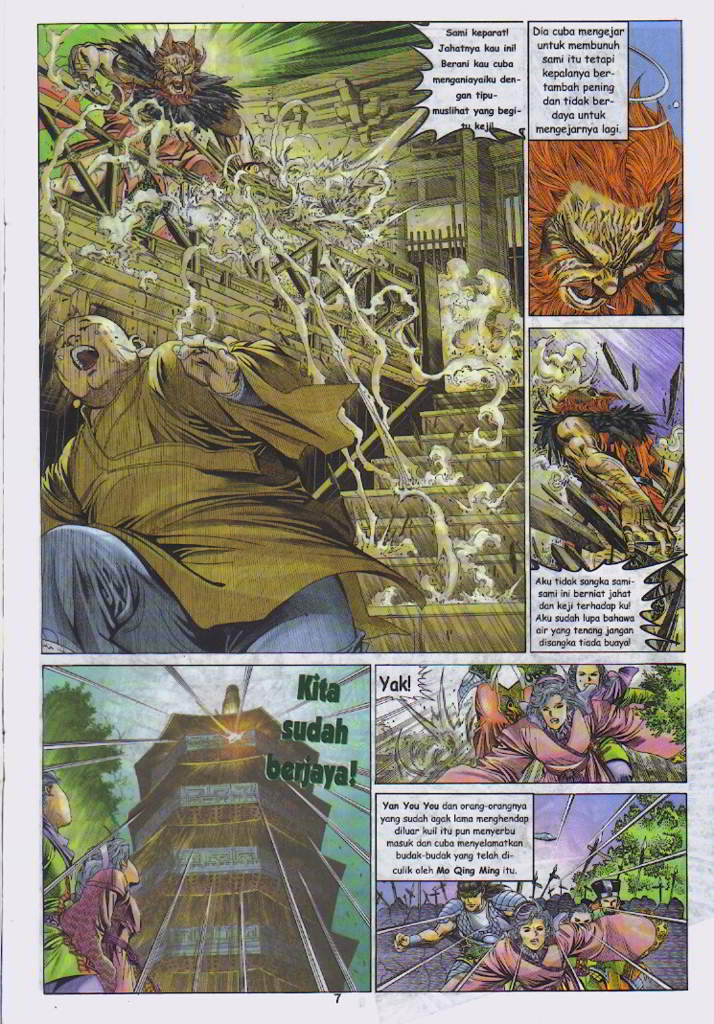 Sami keparat!
Jahatnya kau ini!
Berani kau cuba
menganiayaiku den-
gan tipu-
muslihat yang begi-
tu keji!
Dia cuba mengejar
untuk membunuh
sami itu tetapi
kepalanya ber-
tambah pening
dan tidak ber-
daya untuk
mengejarnya lagi.
Aku tidak sangka sami-
sami ini berniat jahat
dan keji terhadap ku!
Aku sudah lupa bahawa
air yang tenang jangan
disangka tiada buaya!
Kita
sudah
berjaya!
Yak!
Yan You You dan orang-orangnya
yang sudah agak lama menghendap
diluar kuil itu pun menyerbu
masuk dan cuba menyelamatkan
budak-budak yang telah di-
culik oleh Mo Qing Ming itu.
7